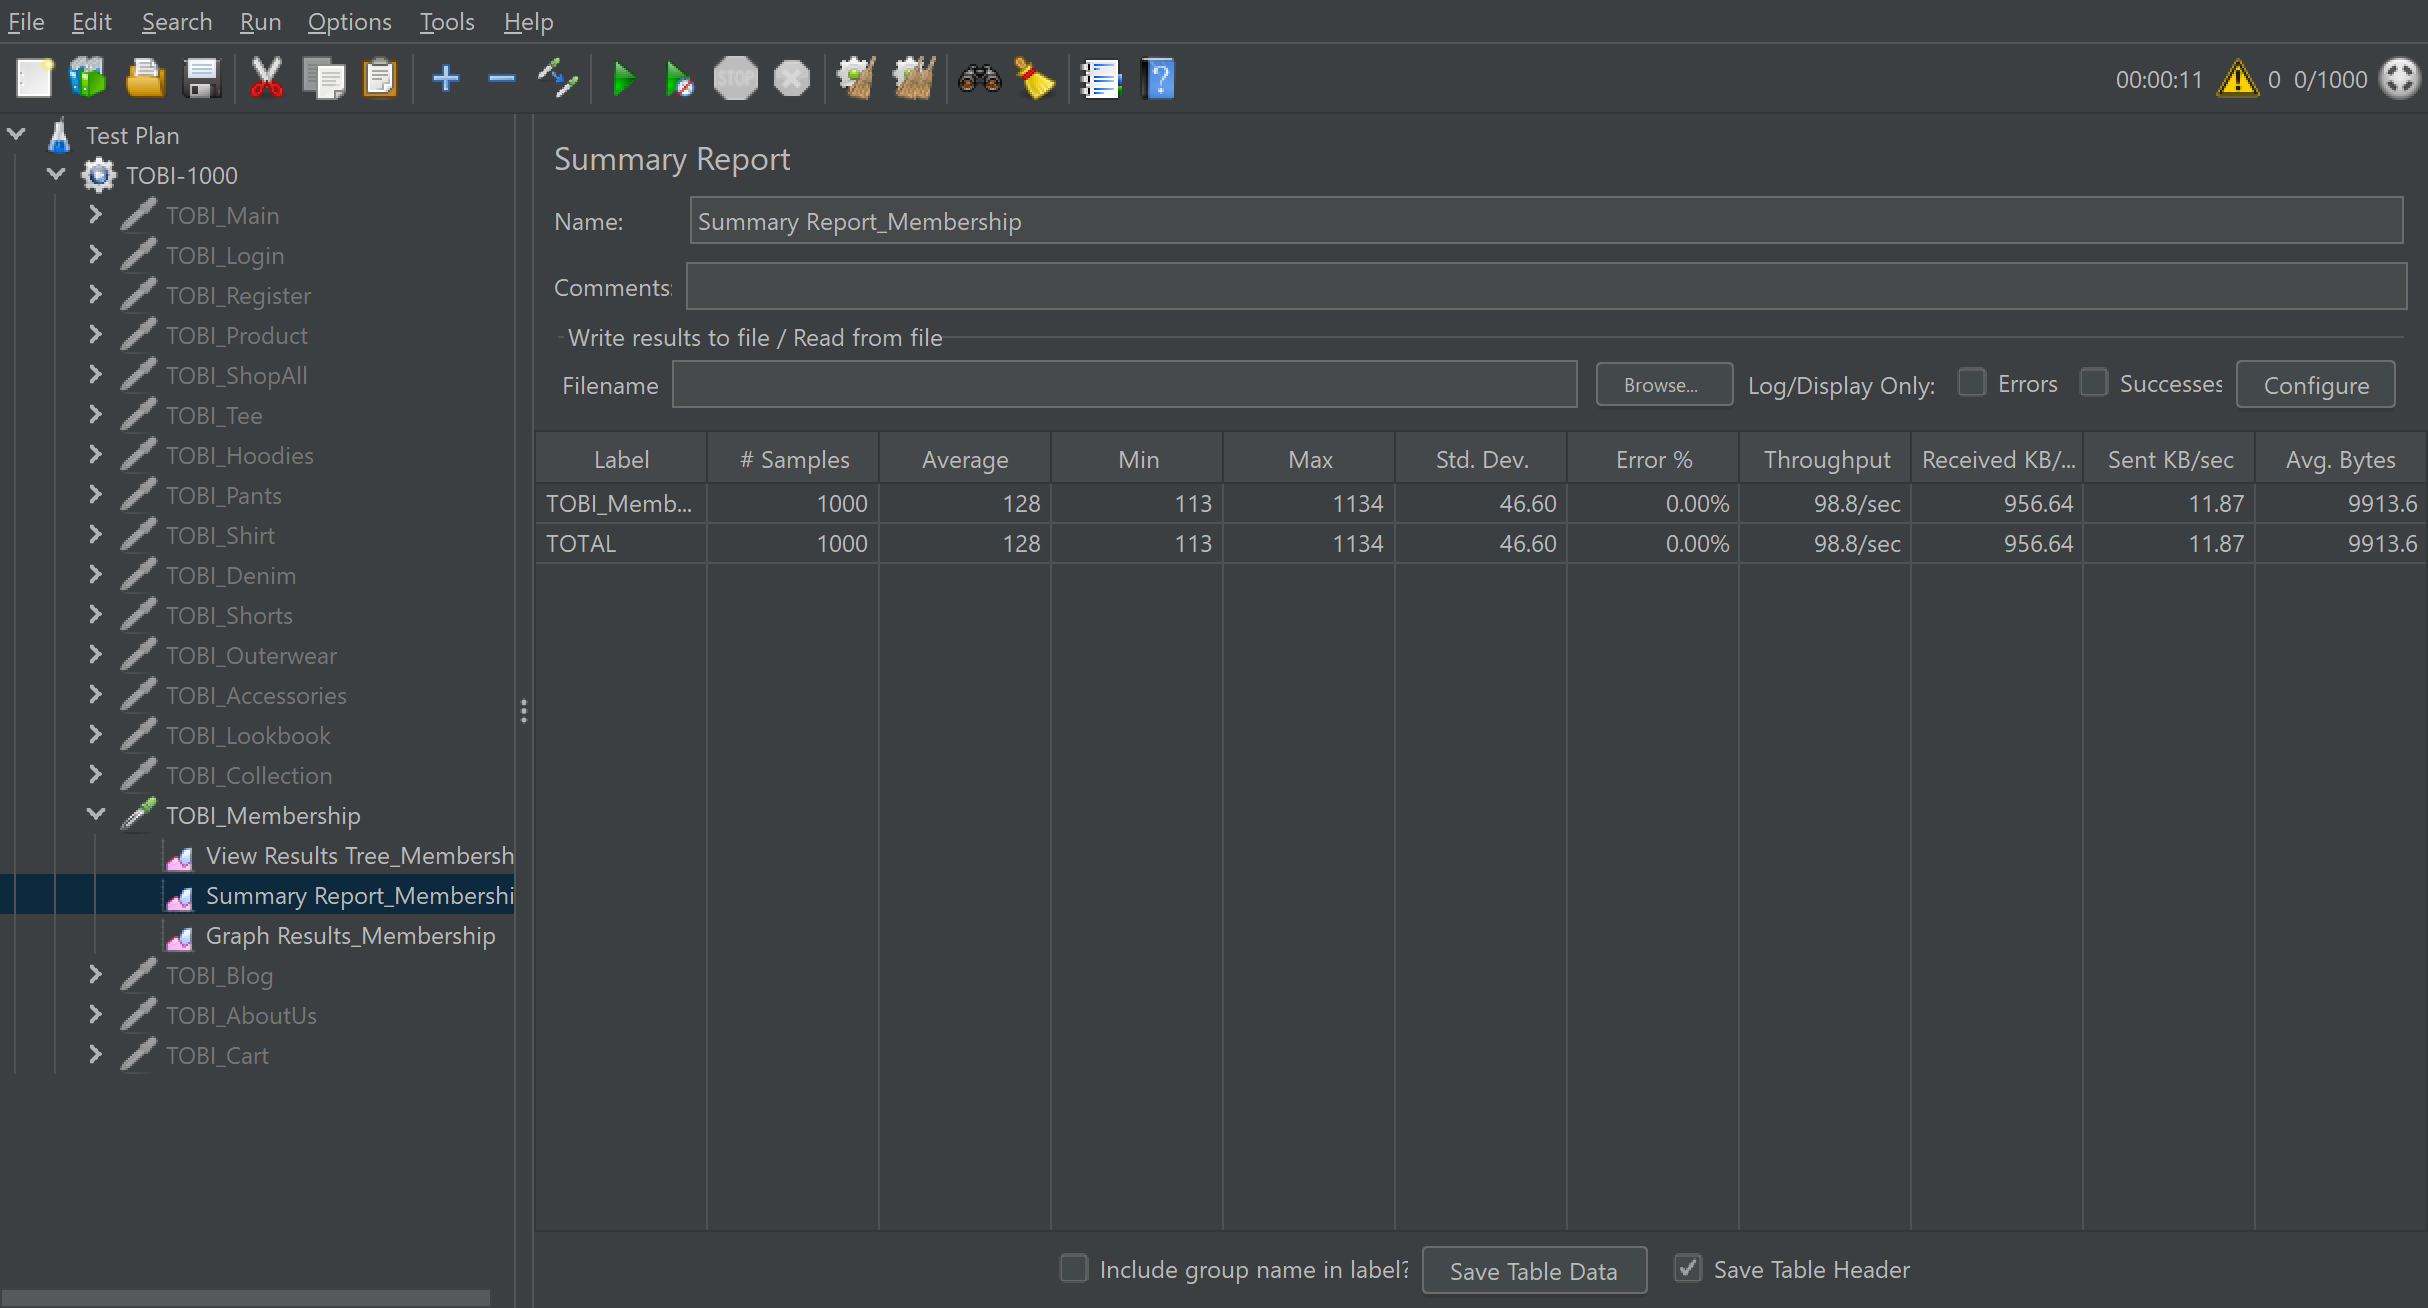 File Edit Search Run Options Tools Help
STOP
00:00:11 0 0/1000
Test Plan
TOBI-1000
TOBI_Main
TOBI_Login
TOBI_Register
TOBI_Product
TOBI_ShopAll
TOBI_Tee
TOBI_Hoodies
TOBI_Pants
TOBI_Shirt
TOBI_Denim
TOBI_Shorts
TOBI_Outerwear
TOBI_Accessories
TOBI_Lookbook
TOBI_Collection
TOBI_Membership
View Results Tree_Membersh
Summary Report_Membershi
Graph Results_Membership
TOBI_Blog
TOBI_AboutUs
TOBI_Cart
Summary Report
Name: Summary Report_Membership
Comments:
Write results to file / Read from file
Filename Browse... Log/Display Only: Errors Successes Configure
Label # Samples Average Min Max Std. Dev. Error % Throughput Received KB/... Sent KB/sec Avg. Bytes
TOBI_Memb... 1000 128 113 1134 46.60 0.00% 98.8/sec 956.64 11.87 9913.6
TOTAL 1000 128 113 1134 46.60 0.00% 98.8/sec 956.64 11.87 9913.6
Include group name in label? Save Table Data Save Table Header